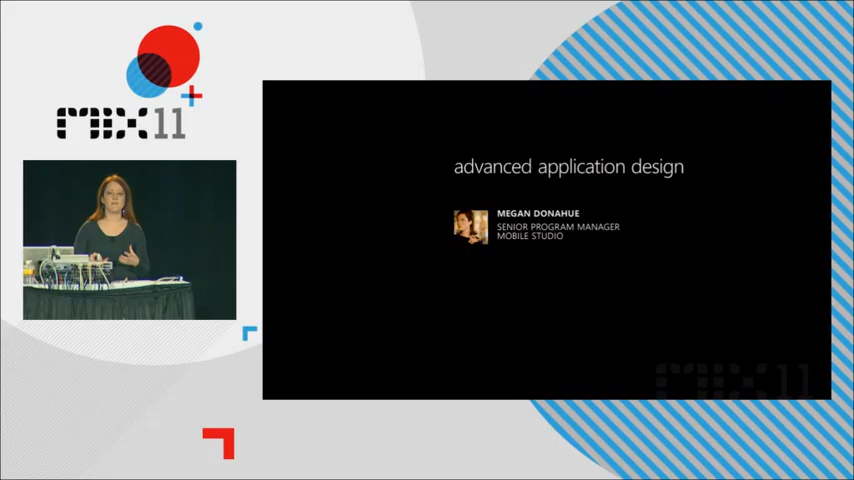 mix11
advanced application design
MEGAN DONAHUE
SENIOR PROGRAM MANAGER
MOBILE STUDIO
mix11